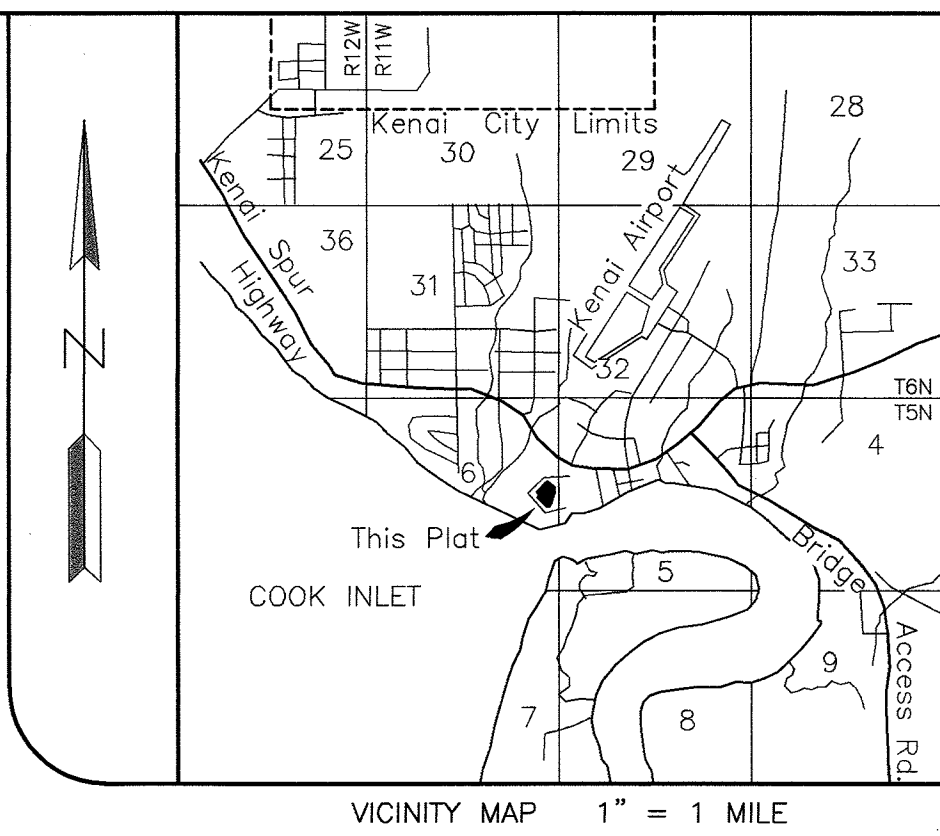 R12W
R11W
28
Kenai City Limits
25
30
29
Kenai Spur Highway
Kenai Airport
36
31
33
32
N
T6N
T5N
6
4
This Plat
Bridge Access Rd.
5
COOK INLET
9
7
8
VICINITY MAP 1" = 1 MILE